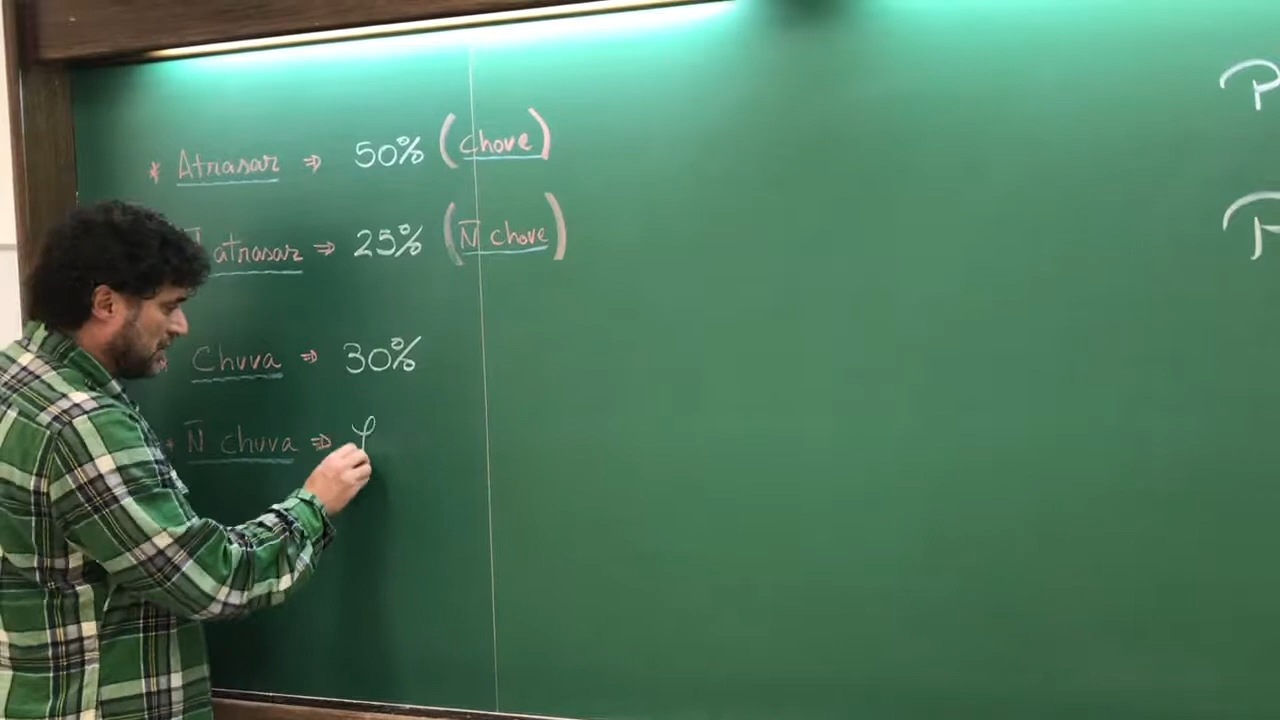 * Atrasar ⇒ 50% (chove)
atrasar ⇒ 25% (N̄ chove)
* Chuva ⇒ 30%
* N̄ chuva ⇒
P